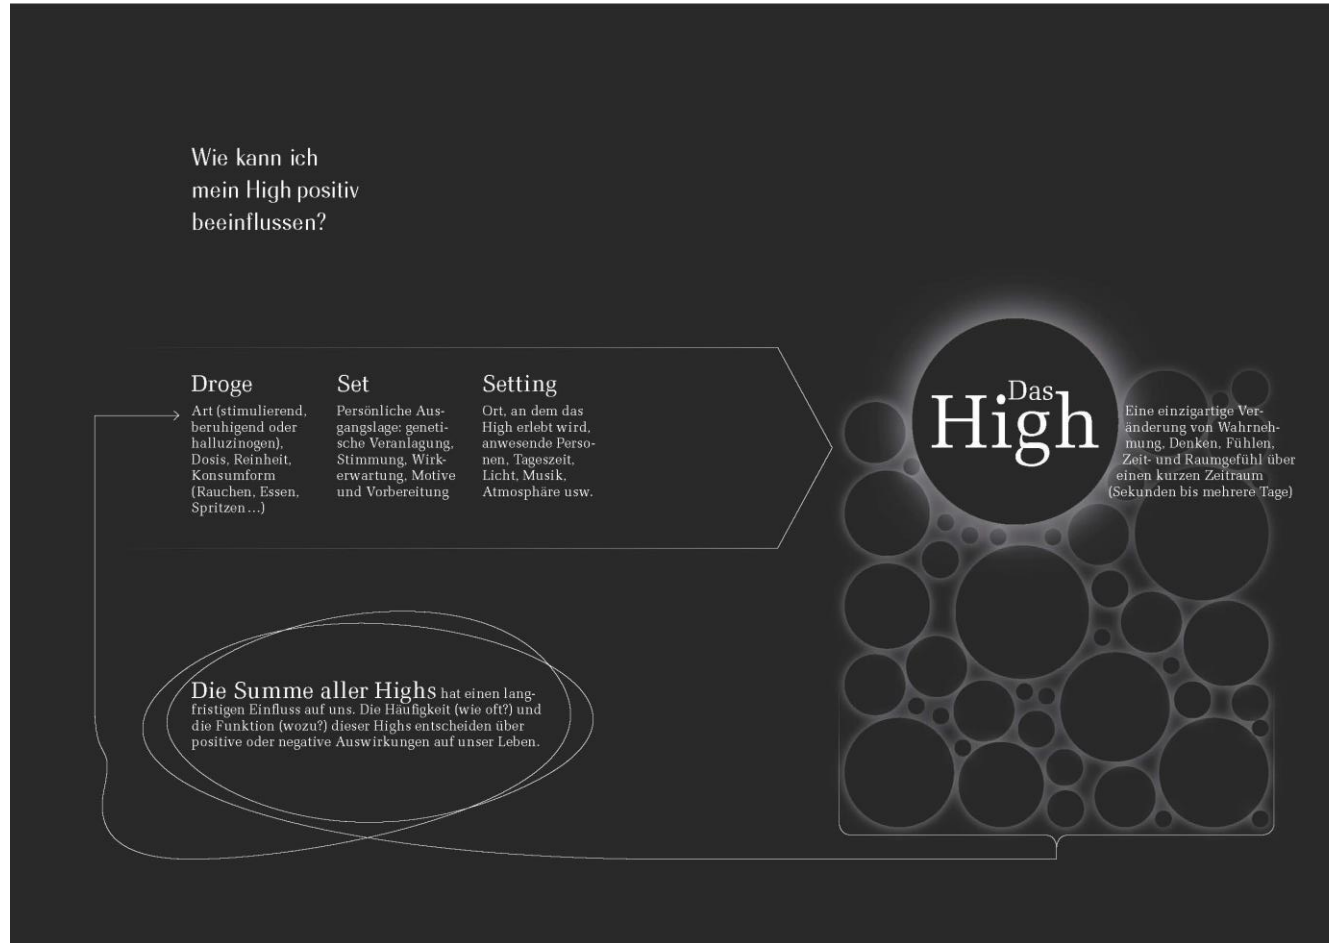 Wie kann ich
mein High positiv
beeinflussen?
Droge
Art (stimulierend,
beruhigend oder
halluzinogen),
Dosis, Reinheit,
Konsumform
(Rauchen, Essen,
Spritzen…)
Set
Persönliche Aus-
gangslage: geneti-
sche Veranlagung,
Stimmung, Wirk-
erwartung, Motive
und Vorbereitung
Setting
Ort, an dem das
High erlebt wird,
anwesende Perso-
nen, Tageszeit,
Licht, Musik,
Atmosphäre usw.
Das
High
Eine einzigartige Ver-
änderung von Wahrneh-
mung, Denken, Fühlen,
Zeit- und Raumgefühl über
einen kurzen Zeitraum
(Sekunden bis mehrere Tage)
Die Summe aller Highs hat einen lang-
fristigen Einfluss auf uns. Die Häufigkeit (wie oft?) und
die Funktion (wozu?) dieser Highs entscheiden über
positive oder negative Auswirkungen auf unser Leben.